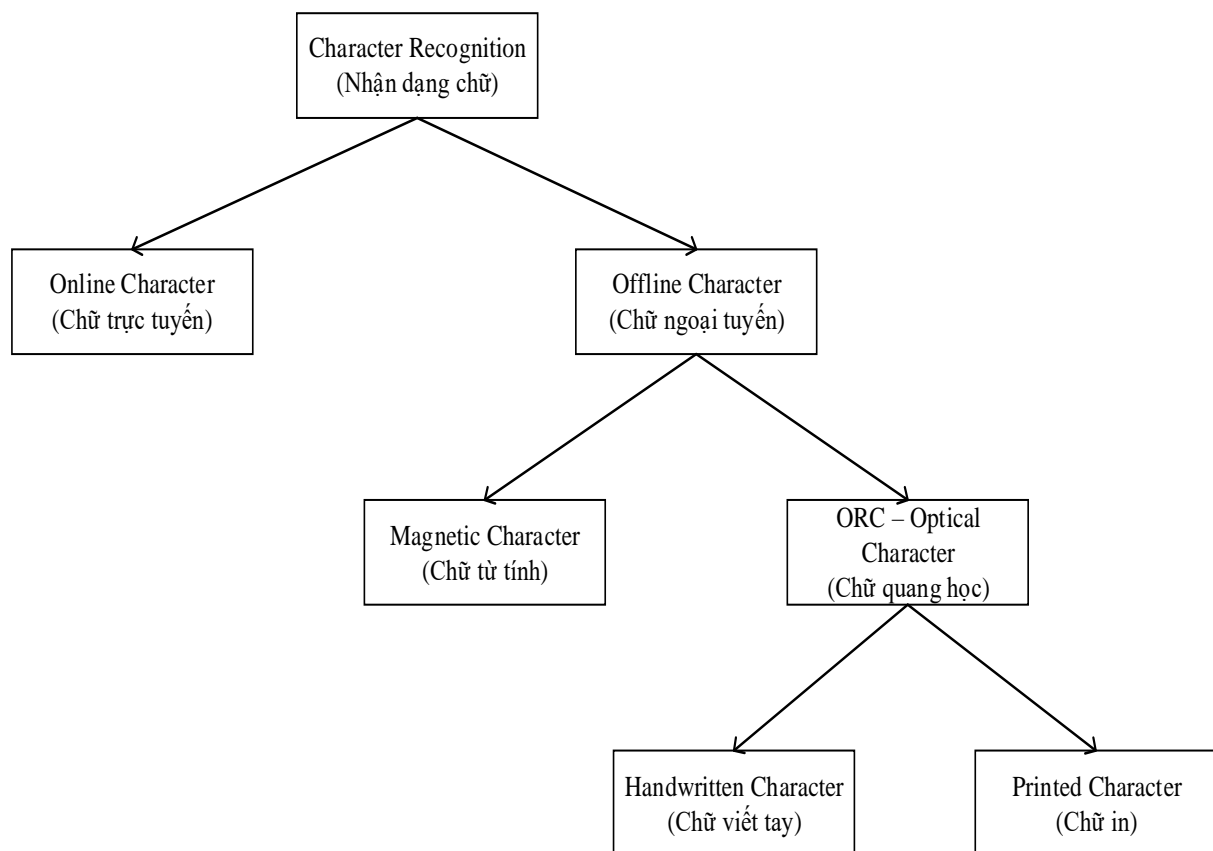 Character Recognition
(Nhận dạng chữ)
Online Character
(Chữ trực tuyến)
Offline Character
(Chữ ngoại tuyến)
Magnetic Character
(Chữ từ tính)
ORC – Optical
Character
(Chữ quang học)
Handwritten Character
(Chữ viết tay)
Printed Character
(Chữ in)